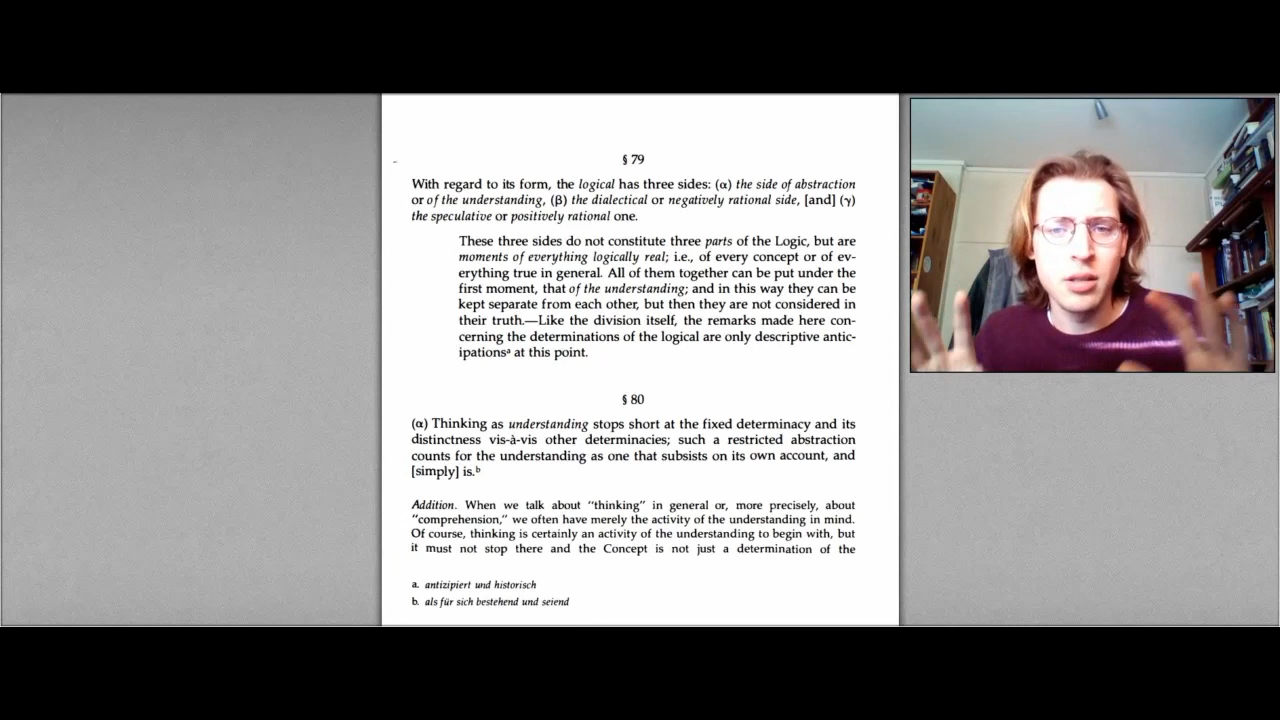 § 79
With regard to its form, the logical has three sides: (α) the side of abstraction
or of the understanding, (β) the dialectical or negatively rational side, [and] (γ)
the speculative or positively rational one.
These three sides do not constitute three parts of the Logic, but are
moments of everything logically real; i.e., of every concept or of ev-
erything true in general. All of them together can be put under the
first moment, that of the understanding; and in this way they can be
kept separate from each other, but then they are not considered in
their truth.—Like the division itself, the remarks made here con-
cerning the determinations of the logical are only descriptive antic-
ipationsᵃ at this point.
§ 80
(α) Thinking as understanding stops short at the fixed determinacy and its
distinctness vis-à-vis other determinacies; such a restricted abstraction
counts for the understanding as one that subsists on its own account, and
[simply] is.ᵇ
Addition. When we talk about “thinking” in general or, more precisely, about
“comprehension,” we often have merely the activity of the understanding in mind.
Of course, thinking is certainly an activity of the understanding to begin with, but
it must not stop there and the Concept is not just a determination of the
a. antizipiert und historisch
b. als für sich bestehend und seiend